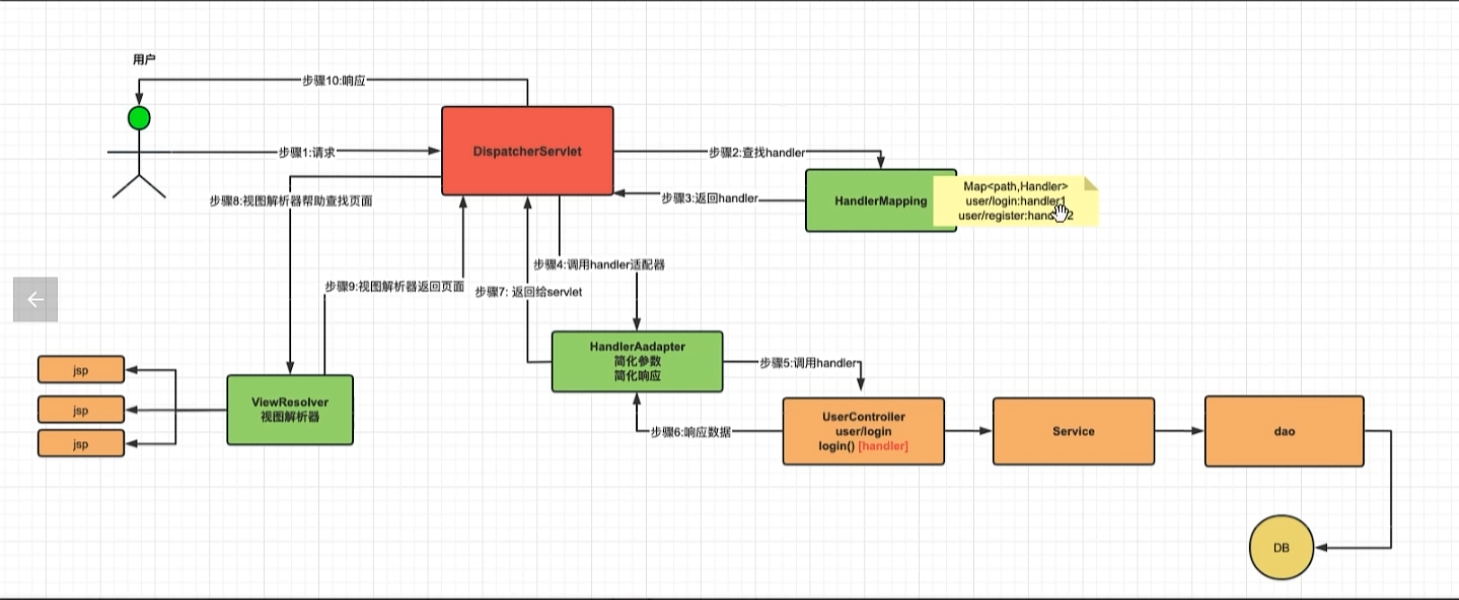 用户
步骤10:响应
DispatcherServlet
步骤1:请求
步骤2:查找handler
步骤3:返回handler
HandlerMapping
Map<path,Handler>
user/login:handler1
user/register:hand 2
步骤8:视图解析器帮助查找页面
步骤4:调用handler适配器
步骤9:视图解析器返回页面
步骤7: 返回给servlet
HandlerAadapter
简化参数
简化响应
步骤5:调用handler
jsp
jsp
jsp
ViewResolver
视图解析器
步骤6:响应数据
UserController
user/login
login() [handler]
Service
dao
DB